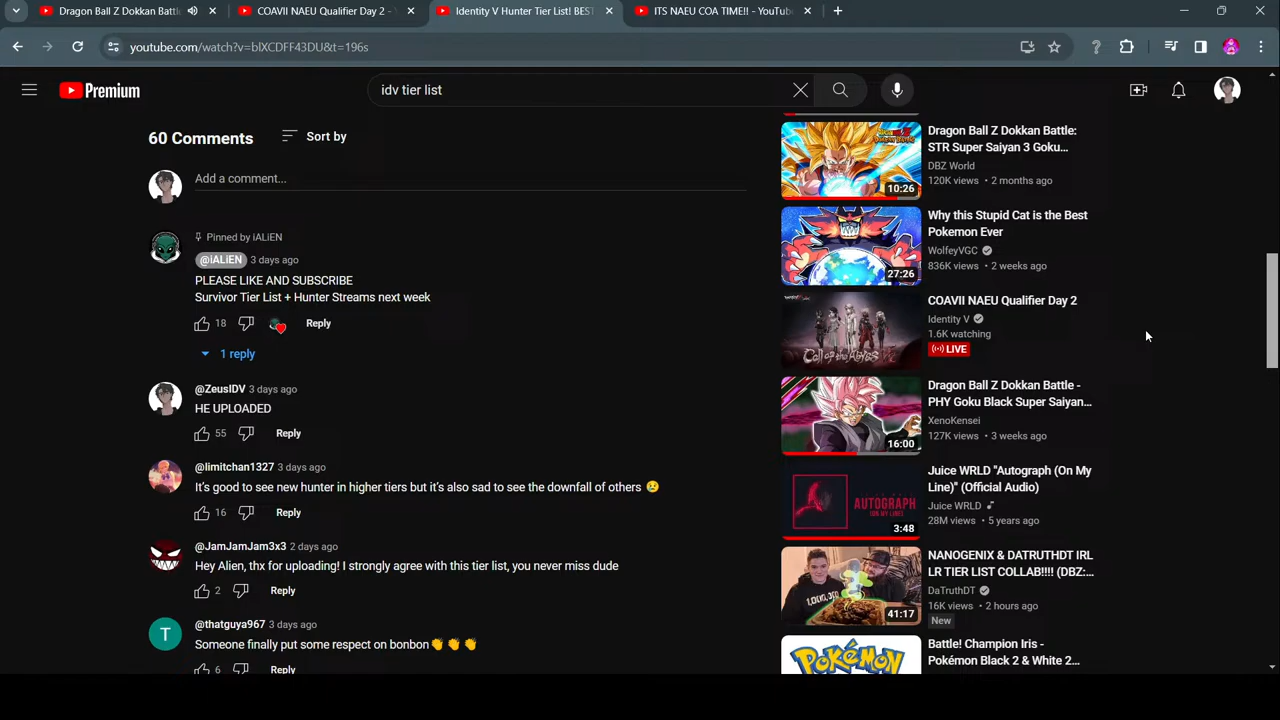 Dragon Ball Z Dokkan Battl
COAVII NAEU Qualifier Day 2 -
Identity V Hunter Tier List! BES
ITS NAEU COA TIME!! - YouTub
youtube.com/watch?v=blXCDFF43DU&t=196s
Premium
idv tier list
60 Comments
Sort by
Add a comment...
Pinned by iALiEN
@iALiEN 3 days ago
PLEASE LIKE AND SUBSCRIBE
Survivor Tier List + Hunter Streams next week
18 Reply
1 reply
@ZeusIDV 3 days ago
HE UPLOADED
55 Reply
@limitchan1327 3 days ago
It's good to see new hunter in higher tiers but it's also sad to see the downfall of others 😢
16 Reply
@JamJamJam3x3 2 days ago
Hey Alien, thx for uploading! I strongly agree with this tier list, you never miss dude
2 Reply
T
@thatguya967 3 days ago
Someone finally put some respect on bonbon👏 👏 👏
6 Reply
10:26
Dragon Ball Z Dokkan Battle:
STR Super Saiyan 3 Goku...
DBZ World
120K views • 2 months ago
27:26
Why this Stupid Cat is the Best
Pokemon Ever
WolfeyVGC
836K views • 2 weeks ago
Call of the Abyss
COAVII NAEU Qualifier Day 2
Identity V
1.6K watching
LIVE
16:00
Dragon Ball Z Dokkan Battle -
PHY Goku Black Super Saiyan...
XenoKensei
127K views • 3 weeks ago
AUTOGRAPH
(ON MY LINE)
3:48
Juice WRLD "Autograph (On My
Line)" (Official Audio)
Juice WRLD
28M views • 5 years ago
41:17
NANOGENIX & DATRUTHDT IRL
LR TIER LIST COLLAB!!!! (DBZ:...
DaTruthDT
16K views • 2 hours ago
New
POKéMON
Battle! Champion Iris -
Pokémon Black 2 & White 2...